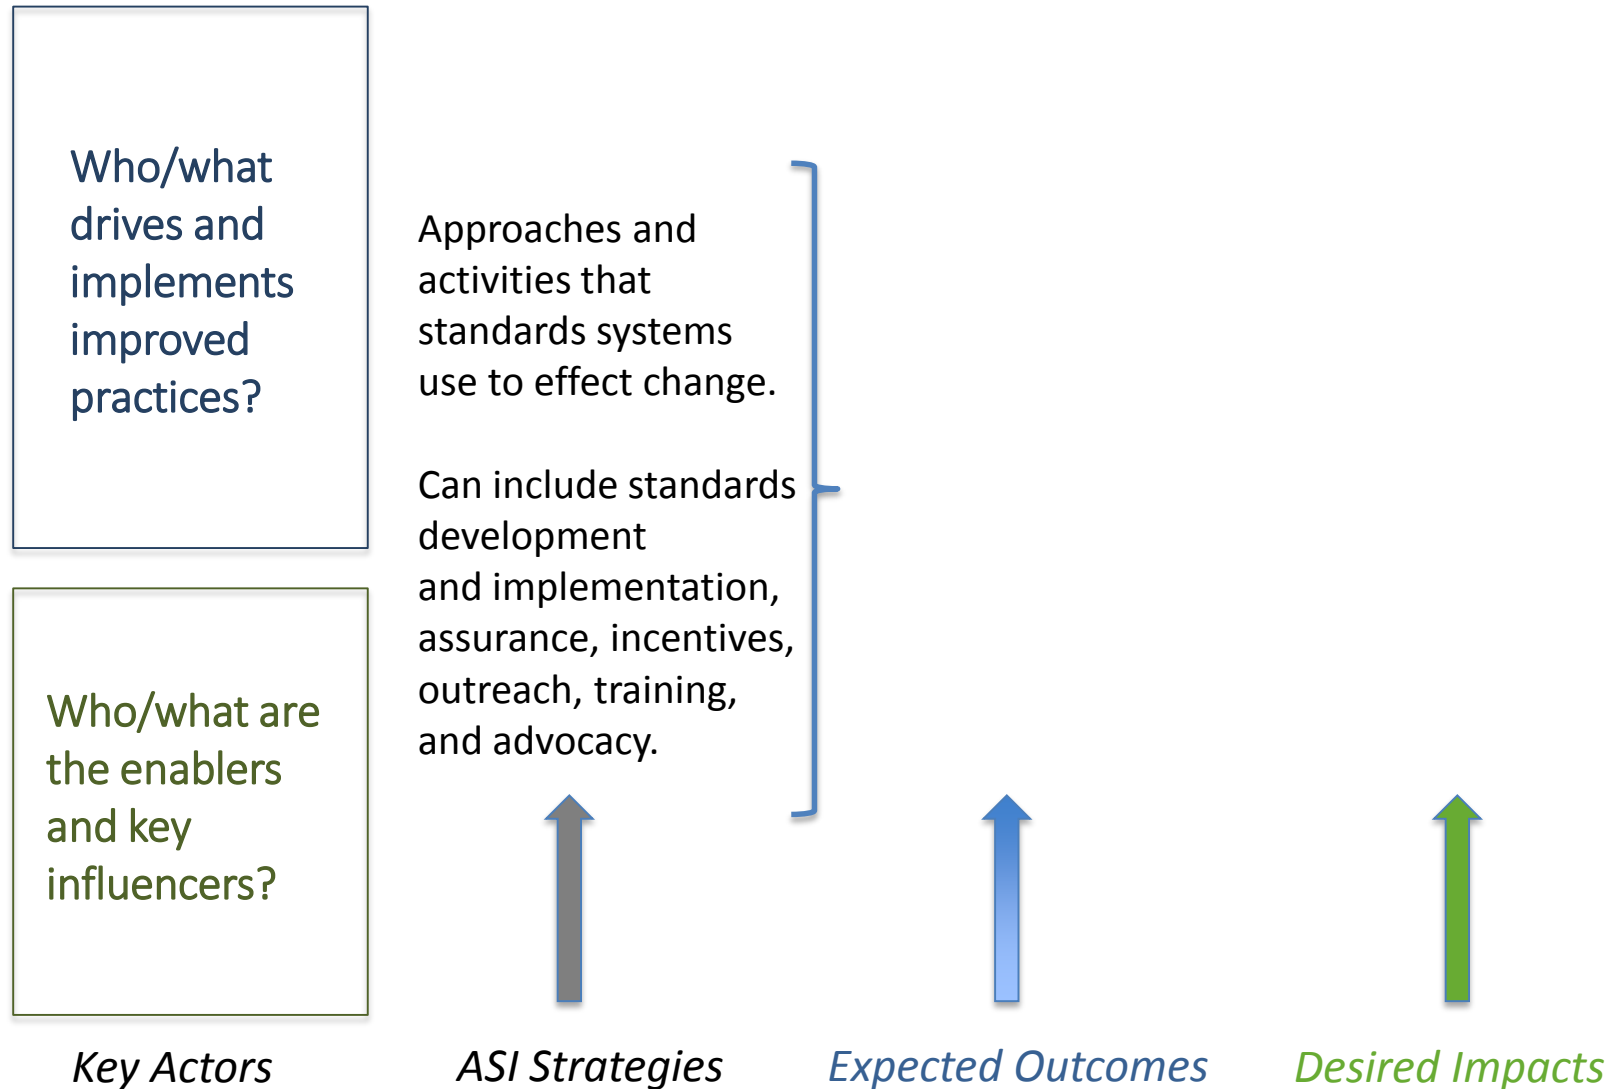 Who/what
drives and
implements
improved
practices?
Who/what are
the enablers
and key
influencers?
Approaches and
activities that
standards systems
use to effect change.
Can include standards
development
and implementation,
assurance, incentives,
outreach, training,
and advocacy.
Key Actors
ASI Strategies
Expected Outcomes
Desired Impacts